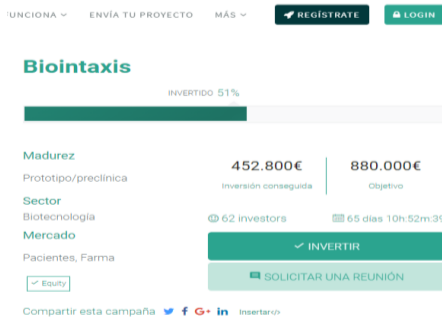 ENVÍA TU PROYECTO MÁS REGÍSTRATE LOGIN
Biointaxis
INVERTIDO 51%
Madurez
Prototipo/preclínica
Sector
Biotecnología
Mercado
Pacientes, Farma
Equity
452.800€ 880.000€
Inversión conseguida Objetivo
62 investors 65 días 10h:52m:39
INVERTIR
SOLICITAR UNA REUNIÓN
Compartir esta campaña f G+ in Insertar</>